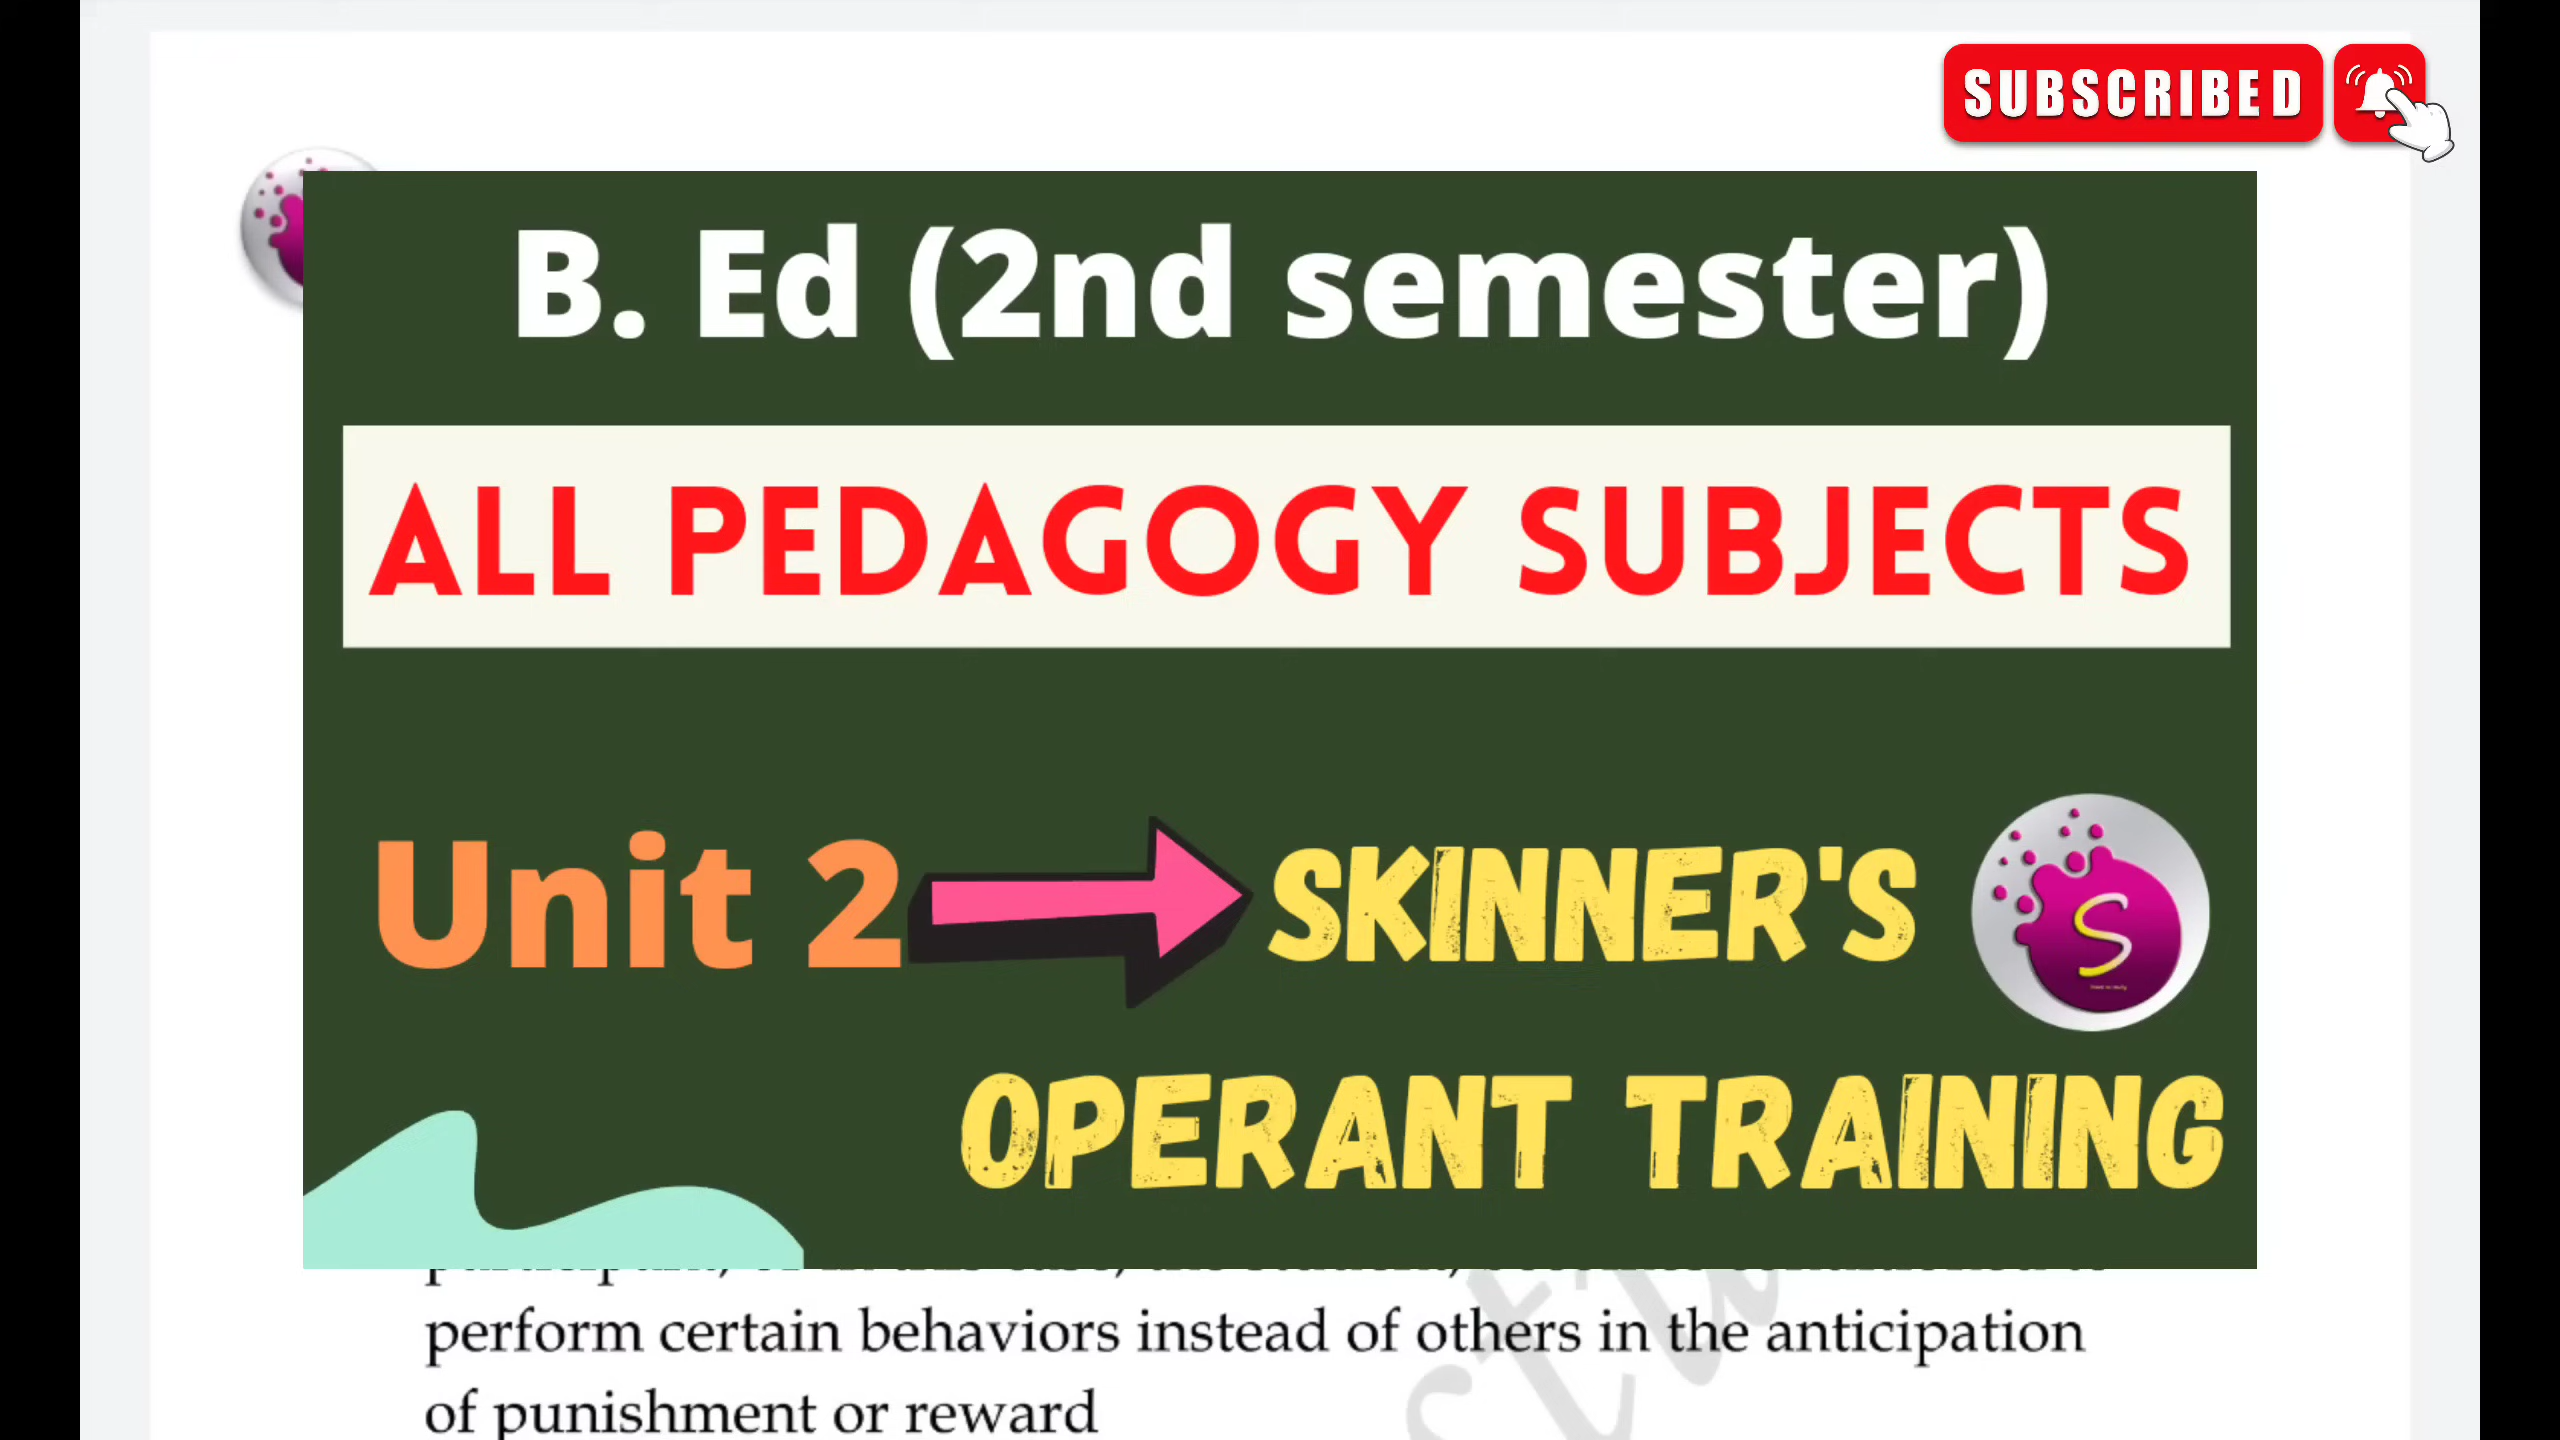 SUBSCRIBED
B. Ed (2nd semester)
ALL PEDAGOGY SUBJECTS
Unit 2
SKINNER'S
S
OPERANT TRAINING
perform certain behaviors instead of others in the anticipation
of punishment or reward